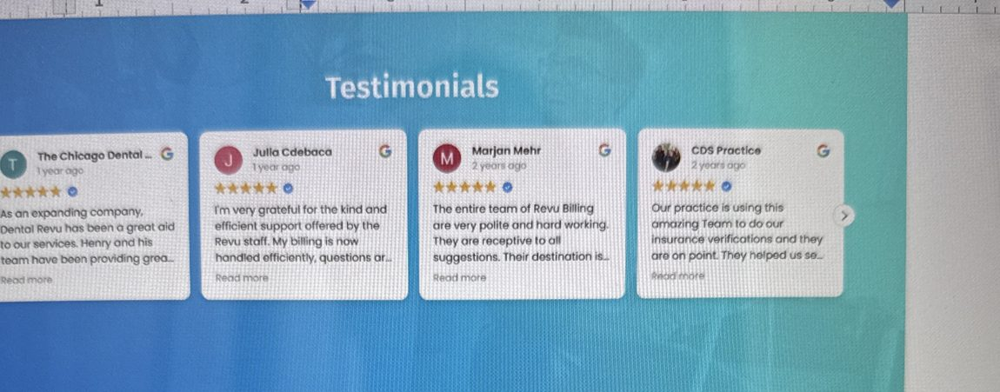 Testimonials
The Chicago Dental ...
1 year ago
As an expanding company,
Dental Revu has been a great aid
to our services. Henry and his
team have been providing grea...
Read more
J
Julia Cdebaca
1 year ago
I'm very grateful for the kind and
efficient support offered by the
Revu staff. My billing is now
handled efficiently, questions ar...
Read more
M
Marjan Mehr
2 years ago
The entire team of Revu Billing
are very polite and hard working.
They are receptive to all
suggestions. Their destination is...
Read more
CDS Practice
2 years ago
Our practice is using this
amazing Team to do our
insurance verifications and they
are on point. They helped us se...
Read more